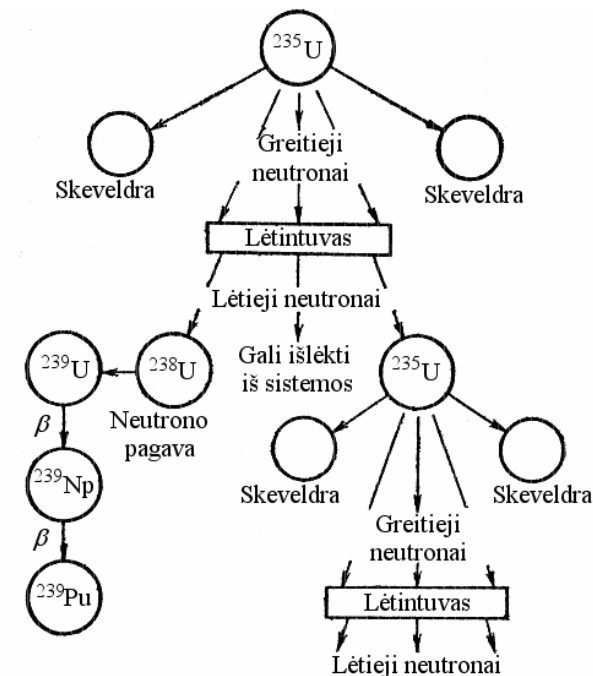 ²³⁵U
Greitieji
neutronai
Skeveldra
Skeveldra
Lėtintuvas
Lėtieji neutronai
²³⁹U
²³⁸U
Gali išlėkti
iš sistemos
²³⁵U
β
Neutrono
pagava
²³⁹Np
Skeveldra
Skeveldra
β
Greitieji
neutronai
²³⁹Pu
Lėtintuvas
Lėtieji neutronai